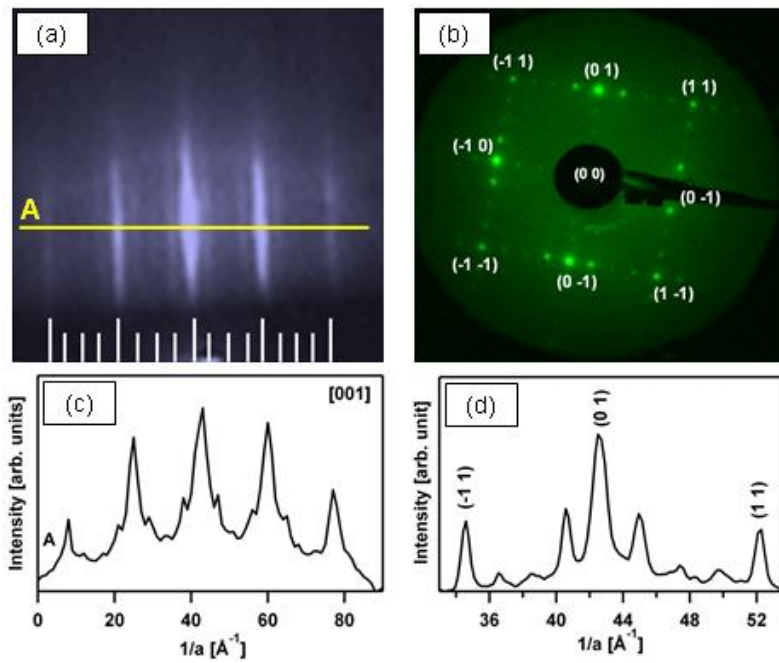 (a)
A
(b)
(-1 1)
(0 1)
(1 1)
(-1 0)
(0 0)
(0 -1)
(-1 -1)
(0 -1)
(1 -1)
(c)
[001]
Intensity [arb. units]
A
0 20 40 60 80
1/a [Å⁻¹]
(d)
(-1 1)
(0 1)
(1 1)
Intensity [arb. unit]
36 40 44 48 52
1/a [Å⁻¹]